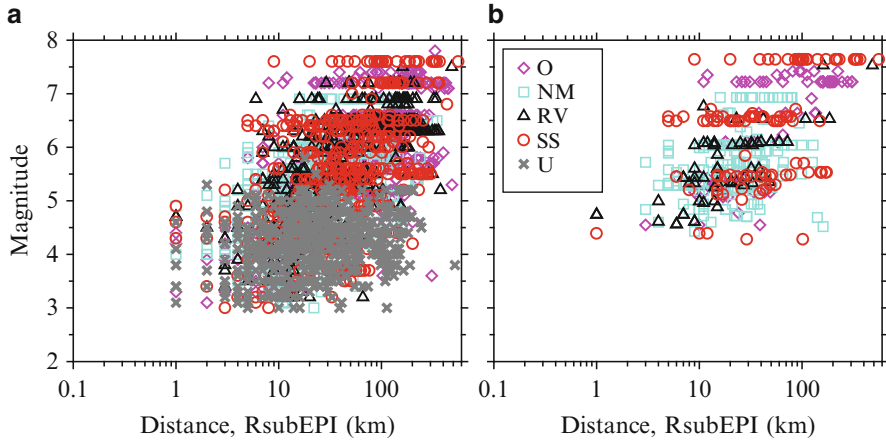 a
b
8
7
6
5
4
3
2
Magnitude
0.1 1 10 100
Distance, RsubEPI (km)
O
NM
RV
SS
U
0.1 1 10 100
Distance, RsubEPI (km)